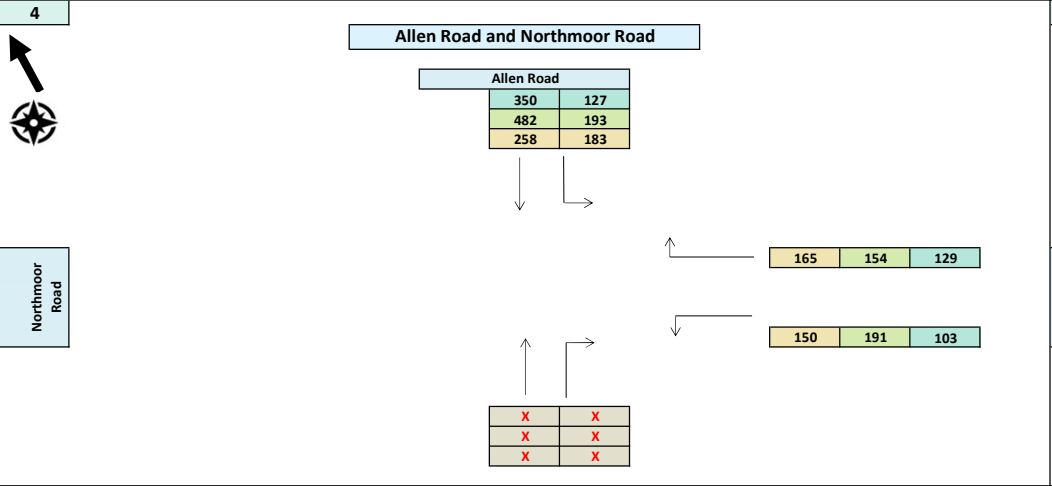 4
Allen Road and Northmoor Road
Allen Road
350 127
482 193
258 183
165 154 129
Northmoor
Road
150 191 103
X X
X X
X X